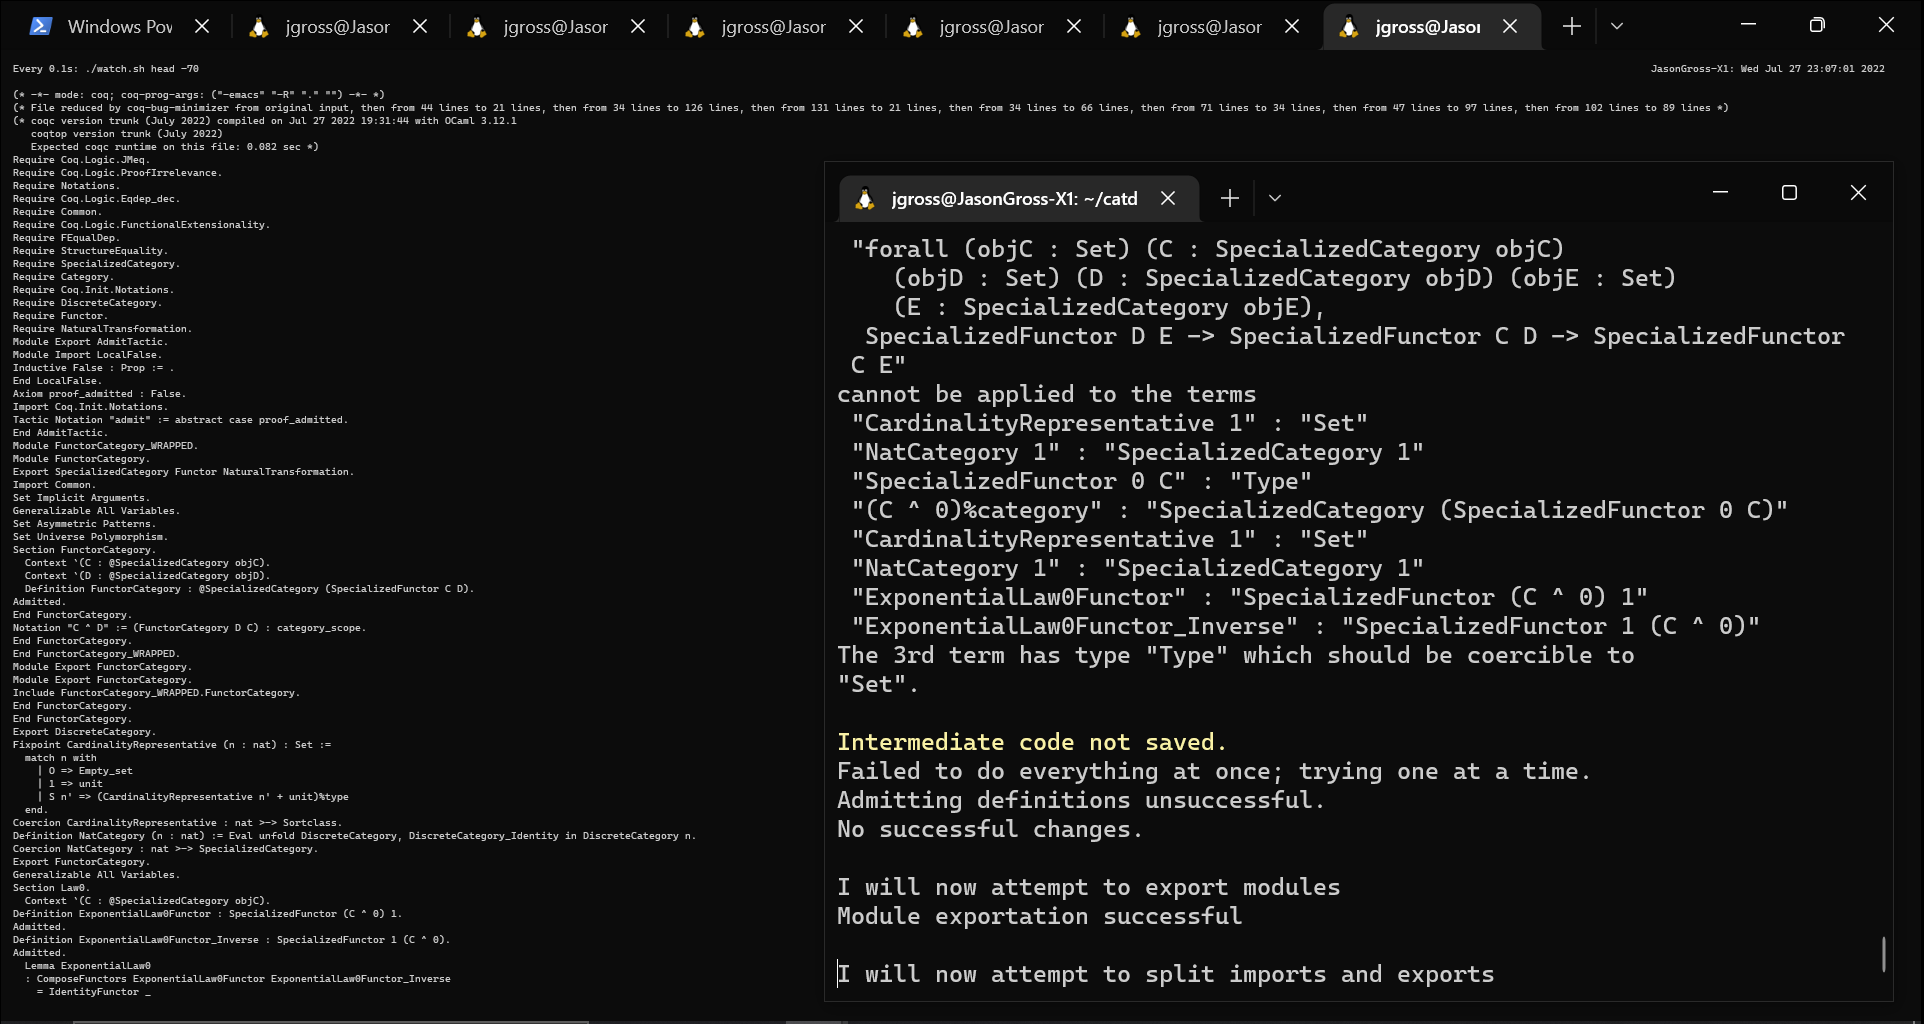 Windows Pov
jgross@Jasor
jgross@Jasor
jgross@Jasor
jgross@Jasor
jgross@Jasor
jgross@Jasor
Every 0.1s: ./watch.sh head -70
JasonGross-X1: Wed Jul 27 23:07:01 2022
(* -*- mode: coq; coq-prog-args: ("-emacs" "-R" "." "") -*- *)
(* File reduced by coq-bug-minimizer from original input, then from 44 lines to 21 lines, then from 34 lines to 126 lines, then from 131 lines to 21 lines, then from 34 lines to 66 lines, then from 71 lines to 34 lines, then from 47 lines to 97 lines, then from 102 lines to 89 lines *)
(* coqc version trunk (July 2022) compiled on Jul 27 2022 19:31:44 with OCaml 3.12.1
coqtop version trunk (July 2022)
Expected coqc runtime on this file: 0.082 sec *)
Require Coq.Logic.JMeq.
Require Coq.Logic.ProofIrrelevance.
Require Notations.
Require Coq.Logic.Eqdep_dec.
Require Common.
Require Coq.Logic.FunctionalExtensionality.
Require FEqualDep.
Require StructureEquality.
Require SpecializedCategory.
Require Category.
Require Coq.Init.Notations.
Require DiscreteCategory.
Require Functor.
Require NaturalTransformation.
Module Export AdmitTactic.
Module Import LocalFalse.
Inductive False : Prop := .
End LocalFalse.
Axiom proof_admitted : False.
Import Coq.Init.Notations.
Tactic Notation "admit" := abstract case proof_admitted.
End AdmitTactic.
Module FunctorCategory_WRAPPED.
Module FunctorCategory.
Export SpecializedCategory Functor NaturalTransformation.
Import Common.
Set Implicit Arguments.
Generalizable All Variables.
Set Asymmetric Patterns.
Set Universe Polymorphism.
Section FunctorCategory.
Context `(C : @SpecializedCategory objC).
Context `(D : @SpecializedCategory objD).
Definition FunctorCategory : @SpecializedCategory (SpecializedFunctor C D).
Admitted.
End FunctorCategory.
Notation "C ^ D" := (FunctorCategory D C) : category_scope.
End FunctorCategory.
End FunctorCategory_WRAPPED.
Module Export FunctorCategory.
Module Export FunctorCategory.
Include FunctorCategory_WRAPPED.FunctorCategory.
End FunctorCategory.
End FunctorCategory.
Export DiscreteCategory.
Fixpoint CardinalityRepresentative (n : nat) : Set :=
match n with
| O => Empty_set
| 1 => unit
| S n' => (CardinalityRepresentative n' + unit)%type
end.
Coercion CardinalityRepresentative : nat >-> Sortclass.
Definition NatCategory (n : nat) := Eval unfold DiscreteCategory, DiscreteCategory_Identity in DiscreteCategory n.
Coercion NatCategory : nat >-> SpecializedCategory.
Export FunctorCategory.
Generalizable All Variables.
Section Law0.
Context `(C : @SpecializedCategory objC).
Definition ExponentialLaw0Functor : SpecializedFunctor (C ^ 0) 1.
Admitted.
Definition ExponentialLaw0Functor_Inverse : SpecializedFunctor 1 (C ^ 0).
Admitted.
Lemma ExponentialLaw0
: ComposeFunctors ExponentialLaw0Functor ExponentialLaw0Functor_Inverse
= IdentityFunctor _
jgross@JasonGross-X1: ~/catd
"forall (objC : Set) (C : SpecializedCategory objC)
(objD : Set) (D : SpecializedCategory objD) (objE : Set)
(E : SpecializedCategory objE),
SpecializedFunctor D E -> SpecializedFunctor C D -> SpecializedFunctor
C E"
cannot be applied to the terms
"CardinalityRepresentative 1" : "Set"
"NatCategory 1" : "SpecializedCategory 1"
"SpecializedFunctor 0 C" : "Type"
"(C ^ 0)%category" : "SpecializedCategory (SpecializedFunctor 0 C)"
"CardinalityRepresentative 1" : "Set"
"NatCategory 1" : "SpecializedCategory 1"
"ExponentialLaw0Functor" : "SpecializedFunctor (C ^ 0) 1"
"ExponentialLaw0Functor_Inverse" : "SpecializedFunctor 1 (C ^ 0)"
The 3rd term has type "Type" which should be coercible to
"Set".
Intermediate code not saved.
Failed to do everything at once; trying one at a time.
Admitting definitions unsuccessful.
No successful changes.
I will now attempt to export modules
Module exportation successful
I will now attempt to split imports and exports